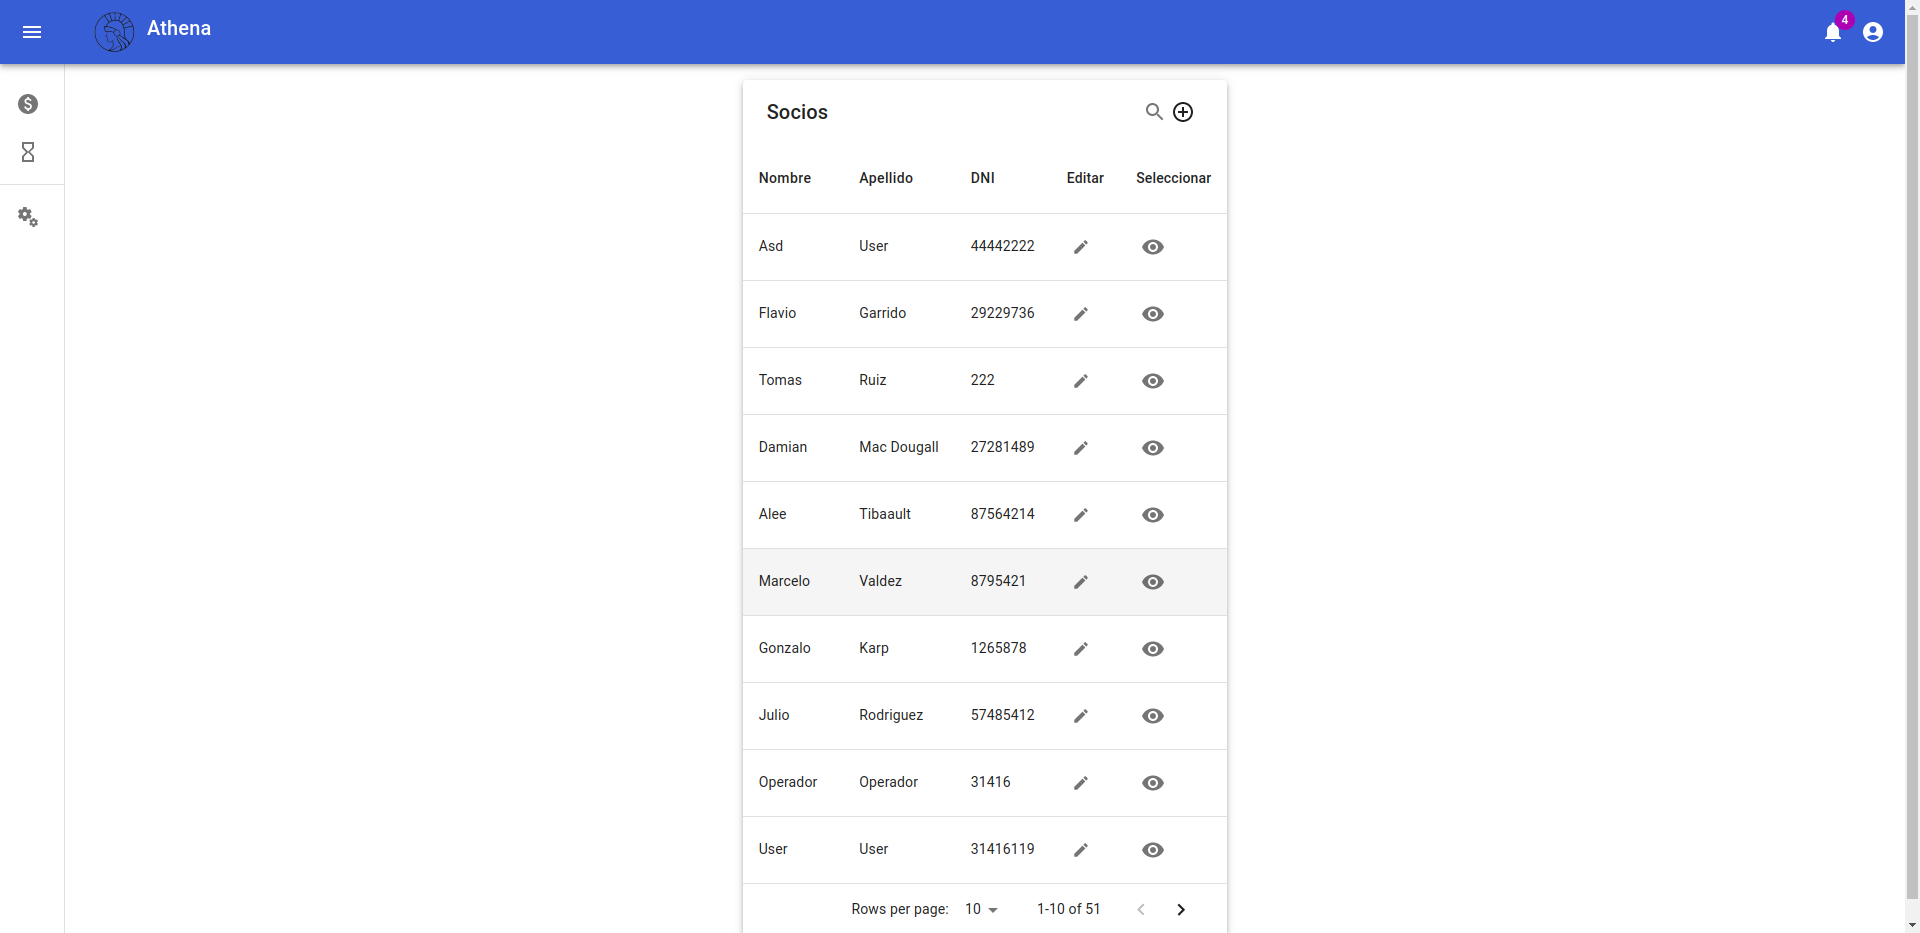 Athena
4
Socios
Nombre Apellido DNI Editar Seleccionar
Asd User 44442222
Flavio Garrido 29229736
Tomas Ruiz 222
Damian Mac Dougall 27281489
Alee Tibaault 87564214
Marcelo Valdez 8795421
Gonzalo Karp 1265878
Julio Rodriguez 57485412
Operador Operador 31416
User User 31416119
Rows per page: 10 1-10 of 51